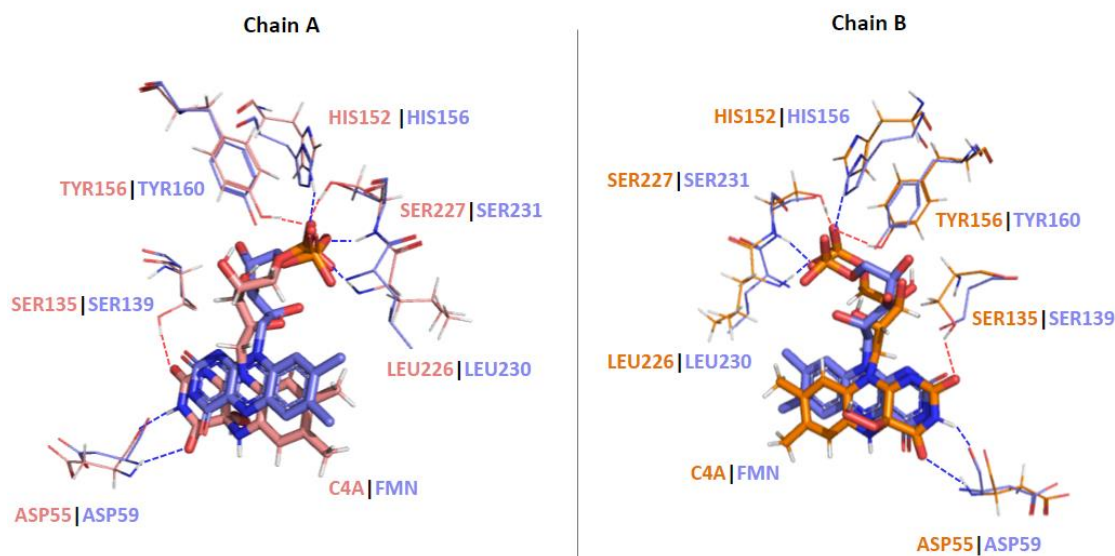 Chain A
HIS152 |HIS156
TYR156|TYR160
SER227 |SER231
SER135|SER139
LEU226|LEU230
C4A|FMN
ASP55|ASP59
Chain B
HIS152|HIS156
SER227|SER231
TYR156|TYR160
SER135|SER139
LEU226|LEU230
C4A|FMN
ASP55|ASP59